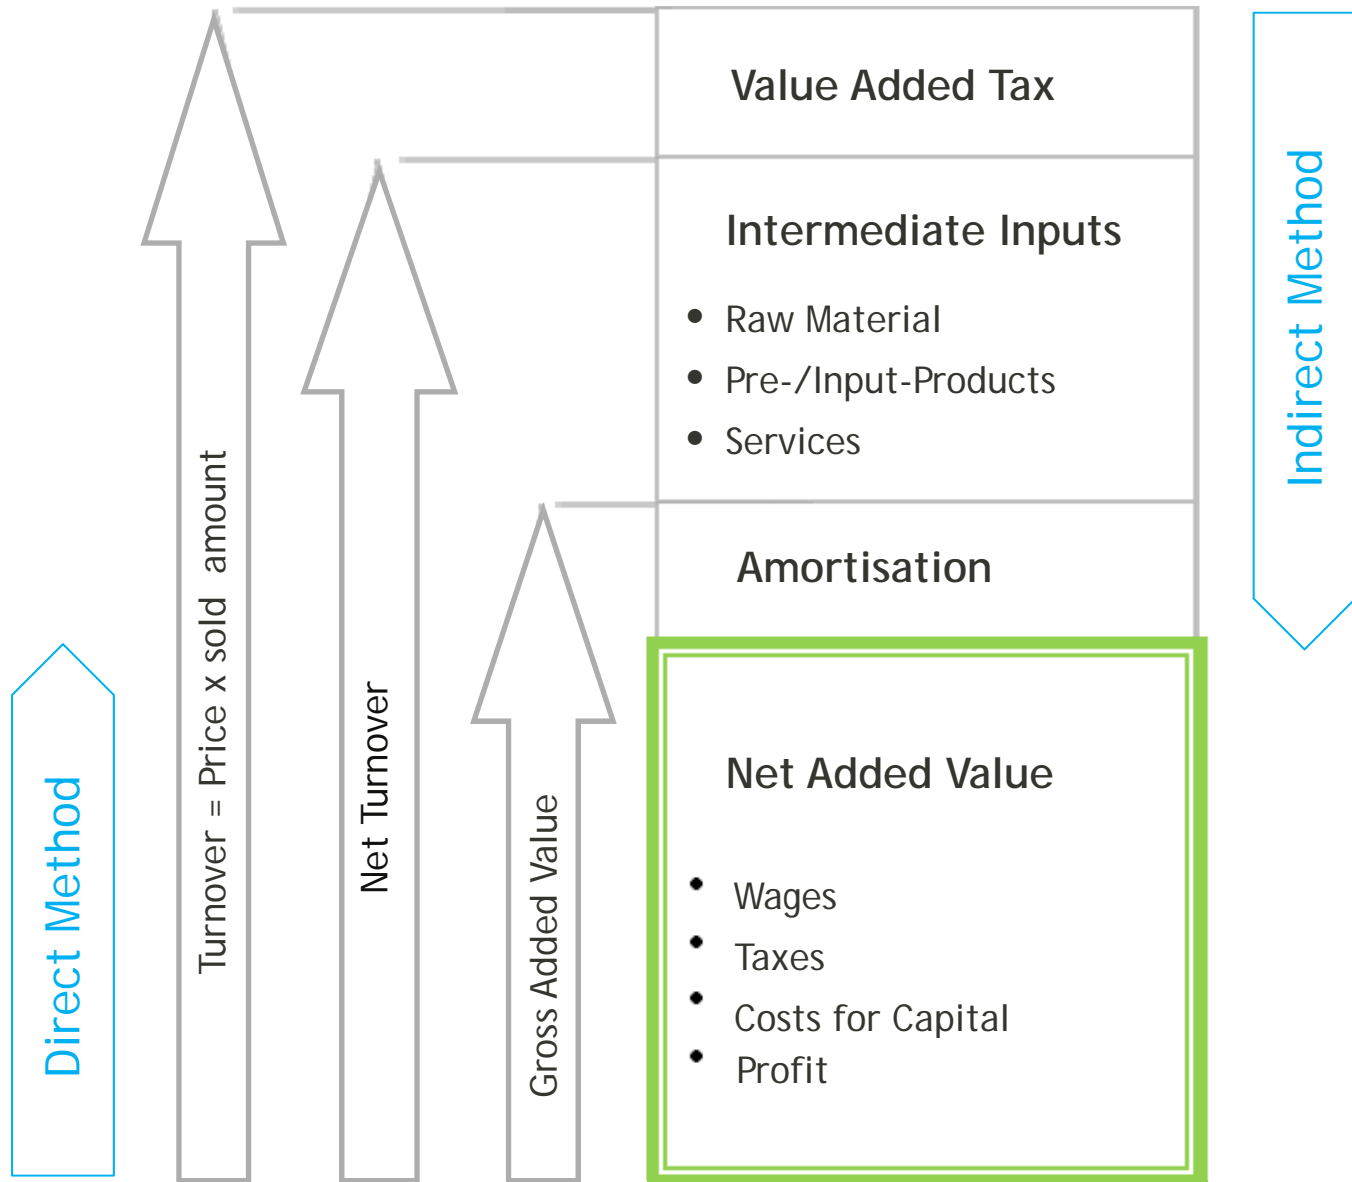 Value Added Tax
Intermediate Inputs
• Raw Material
• Pre-/Input-Products
• Services
Amortisation
Net Added Value
• Wages
• Taxes
• Costs for Capital
• Profit
Direct Method
Turnover = Price x sold amount
Net Turnover
Gross Added Value
Indirect Method